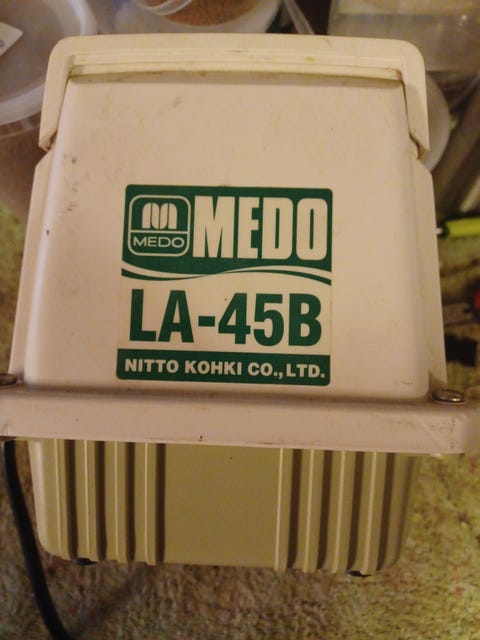 MEDO
MEDO
LA-45B
NITTO KOHKI CO., LTD.